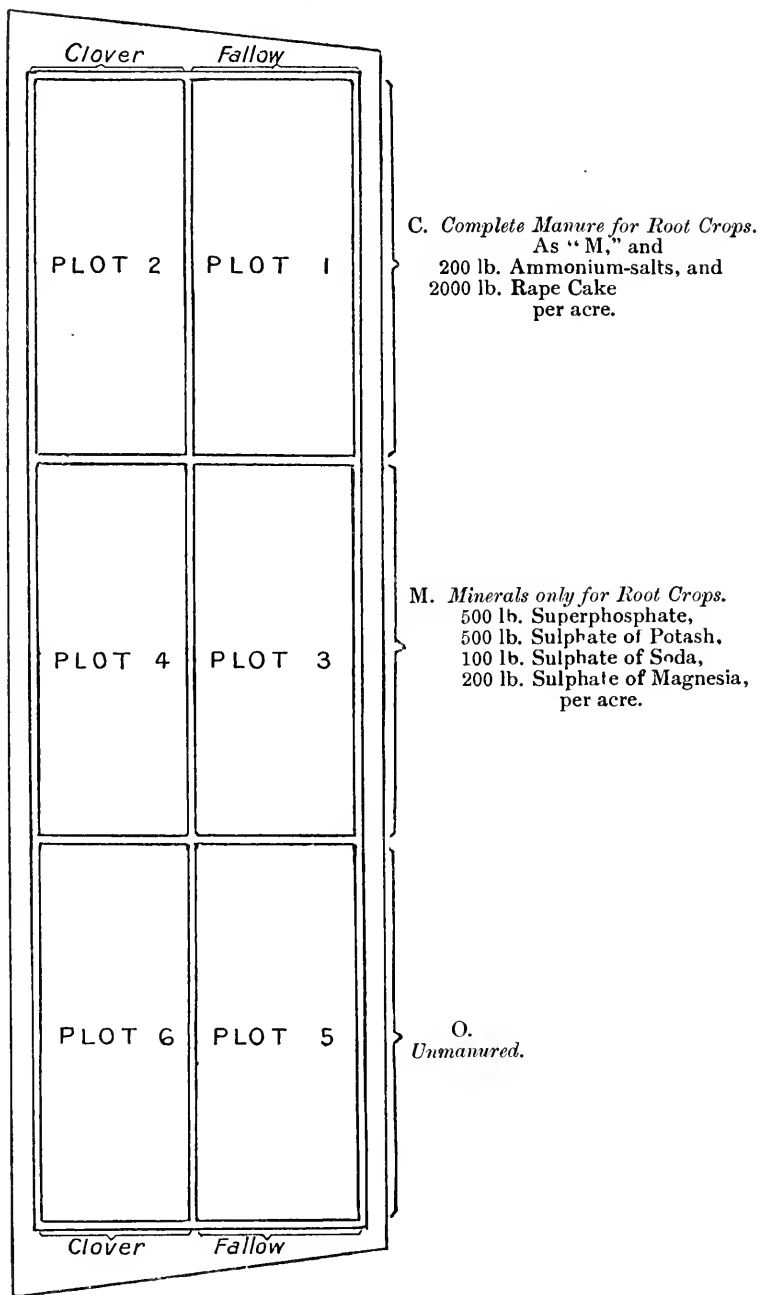 Clover Fallow
PLOT 2 PLOT 1
C. Complete Manure for Root Crops.
As “M,” and
200 lb. Ammonium-salts, and
2000 lb. Rape Cake
per acre.
PLOT 4 PLOT 3
M. Minerals only for Root Crops.
500 lb. Superphosphate,
500 lb. Sulphate of Potash,
100 lb. Sulphate of Soda,
200 lb. Sulphate of Magnesia,
per acre.
PLOT 6 PLOT 5
O.
Unmanured.
Clover Fallow